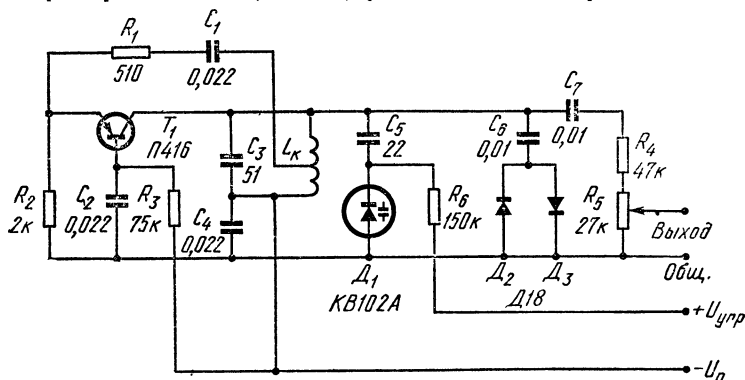 R₁
510
C₁
0,022
T₁
П416
R₂
2к
C₂
0,022
R₃
75к
C₃
51
Lк
C₄
0,022
C₅
22
Д₁
КВ102А
R₆
150к
C₆
0,01
Д₂
Д₃
Д18
C₇
0,01
R₄
47к
R₅
27к
Выход
Общ.
+Uупр
−Uп